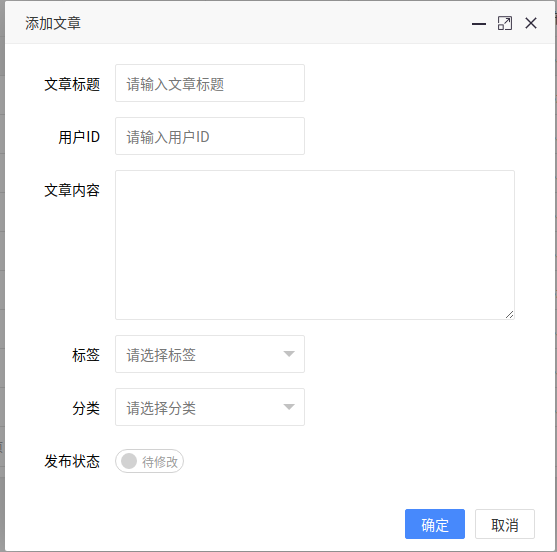 添加文章
文章标题 请输入文章标题
用户ID 请输入用户ID
文章内容
标签 请选择标签
分类 请选择分类
发布状态 待修改
确定 取消